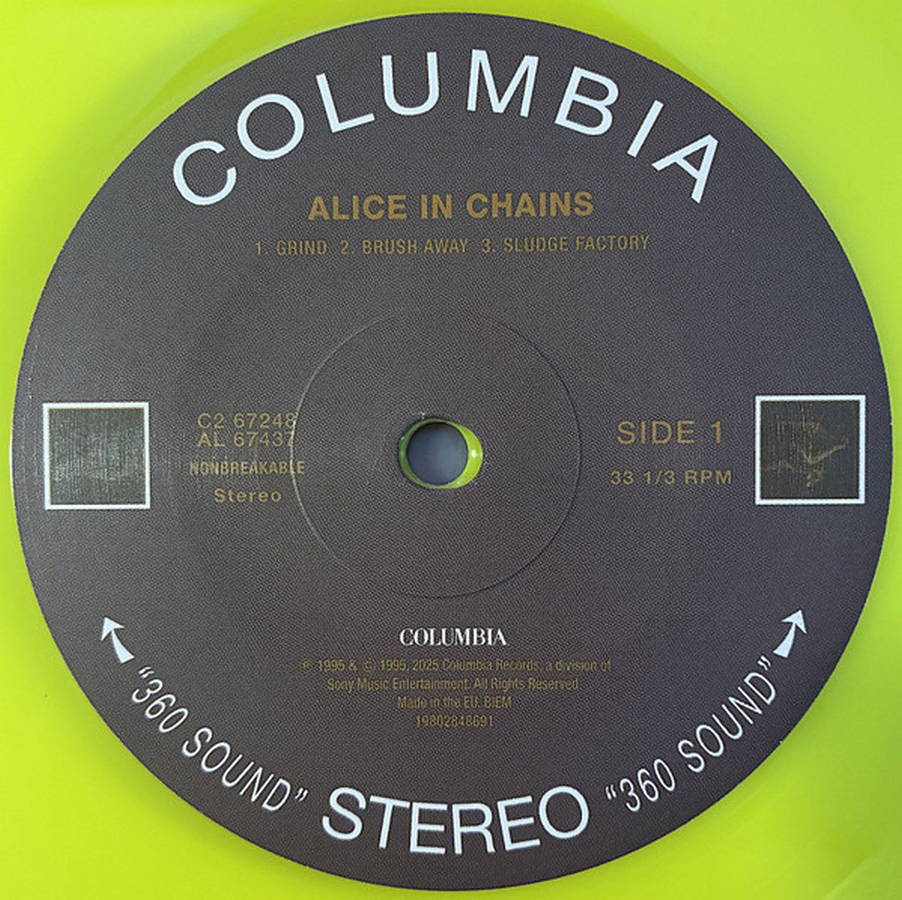 COLUMBIA
ALICE IN CHAINS
1. GRIND 2. BRUSH AWAY 3. SLUDGE FACTORY
C2 67248
AL 67437
NONBREAKABLE
Stereo
SIDE 1
33 1/3 RPM
COLUMBIA
℗ 1995 & © 1995, 2025 Columbia Records, a division of
Sony Music Entertainment. All Rights Reserved.
Made in the EU. BIEM
19802848691
"360 SOUND" STEREO "360 SOUND"